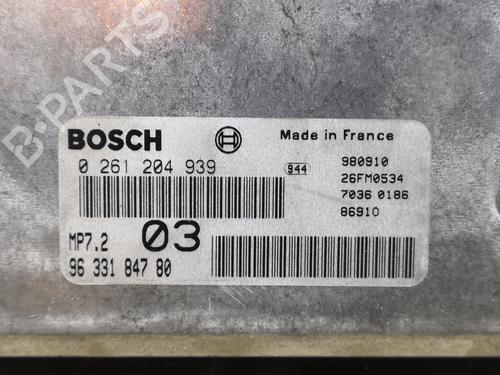 B-PARTS
BOSCH
Made in France
0 261 204 939
944
980910
26FM0534
7036 0186
86910
MP7.2
03
96 331 847 80